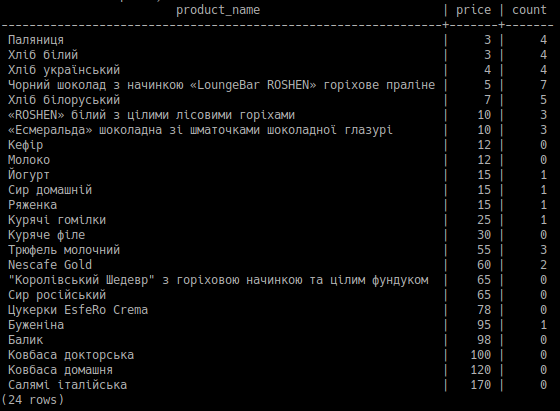 product_name | price | count
Паляниця | 3 | 4
Хліб білий | 3 | 4
Хліб український | 4 | 4
Чорний шоколад з начинкою «LoungeBar ROSHEN» горіхове праліне | 5 | 7
Хліб білоруський | 7 | 5
«ROSHEN» білий з цілими лісовими горіхами | 10 | 3
«Есмеральда» шоколадна зі шматочками шоколадної глазурі | 10 | 3
Кефір | 12 | 0
Молоко | 12 | 0
Йогурт | 15 | 1
Сир домашній | 15 | 1
Ряженка | 15 | 1
Курячі гомілки | 25 | 1
Куряче філе | 30 | 0
Трюфель молочний | 55 | 3
Nescafe Gold | 60 | 2
"Королівський Шедевр" з горіховою начинкою та цілим фундуком | 65 | 0
Сир російський | 65 | 0
Цукерки EsfeRo Crema | 78 | 0
Буженіна | 95 | 1
Балик | 98 | 0
Ковбаса докторська | 100 | 0
Ковбаса домашня | 120 | 0
Салямі італійська | 170 | 0
(24 rows)